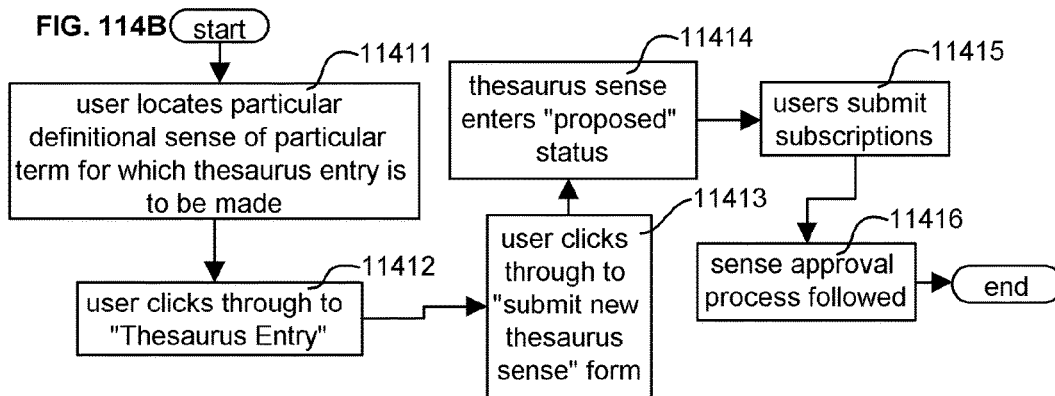 FIG. 114B
start
11411
user locates particular
definitional sense of particular
term for which thesaurus entry is
to be made
11412
user clicks through to
"Thesaurus Entry"
11413
user clicks
through to
"submit new
thesaurus
sense" form
11414
thesaurus sense
enters "proposed"
status
11415
users submit
subscriptions
11416
sense approval
process followed
end